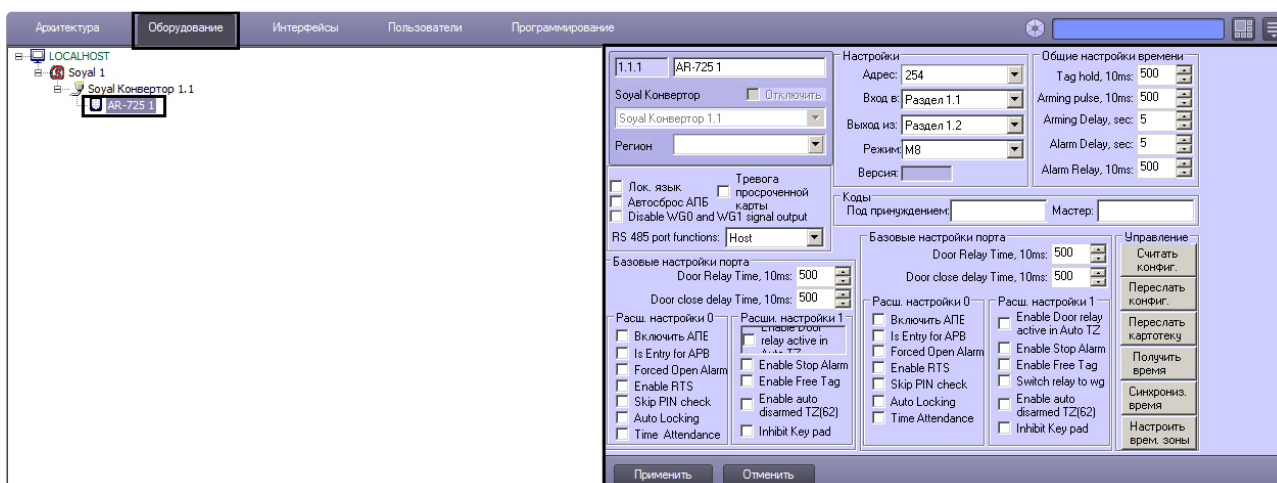 Архитектура Оборудование Интерфейсы Пользователи Программирование
LOCALHOST
Soyal 1
Soyal Конвертор 1.1
AR-725 1
1.1.1 AR-725 1
Soyal Конвертор Отключить
Soyal Конвертор 1.1
Регион
Настройки
Адрес: 254
Вход в: Раздел 1.1
Выход из: Раздел 1.2
Режим: M8
Версия:
Общие настройки времени
Tag hold, 10ms: 500
Arming pulse, 10ms: 500
Arming Delay, sec: 5
Alarm Delay, sec: 5
Alarm Relay, 10ms: 500
Лок. язык
Автосброс АПБ
Тревога
просроченной
карты
Disable WG0 and WG1 signal output
RS 485 port functions: Host
Коды
Под принуждением: Мастер:
Базовые настройки порта
Door Relay Time, 10ms: 500
Door close delay Time, 10ms: 500
Расш. настройки 0
Включить АПЕ
Is Entry for APB
Forced Open Alarm
Enable RTS
Skip PIN check
Auto Locking
Time Attendance
Расши. настройки 1
Enable Door
relay active in
Auto TZ
Enable Stop Alarm
Enable Free Tag
Enable auto
disarmed TZ(62)
Inhibit Key pad
Базовые настройки порта
Door Relay Time, 10ms: 500
Door close delay Time, 10ms: 500
Расш. настройки 0
Включить АПЕ
Is Entry for APB
Forced Open Alarm
Enable RTS
Skip PIN check
Auto Locking
Time Attendance
Расш. настройки 1
Enable Door relay
active in Auto TZ
Enable Stop Alarm
Enable Free Tag
Switch relay to wg
Enable auto
disarmed TZ(62)
Inhibit Key pad
Управление
Считать
конфиг.
Переслать
конфиг.
Переслать
картотеку
Получить
время
Синхрониз.
время
Настроить
врем. зоны
Применить Отменить